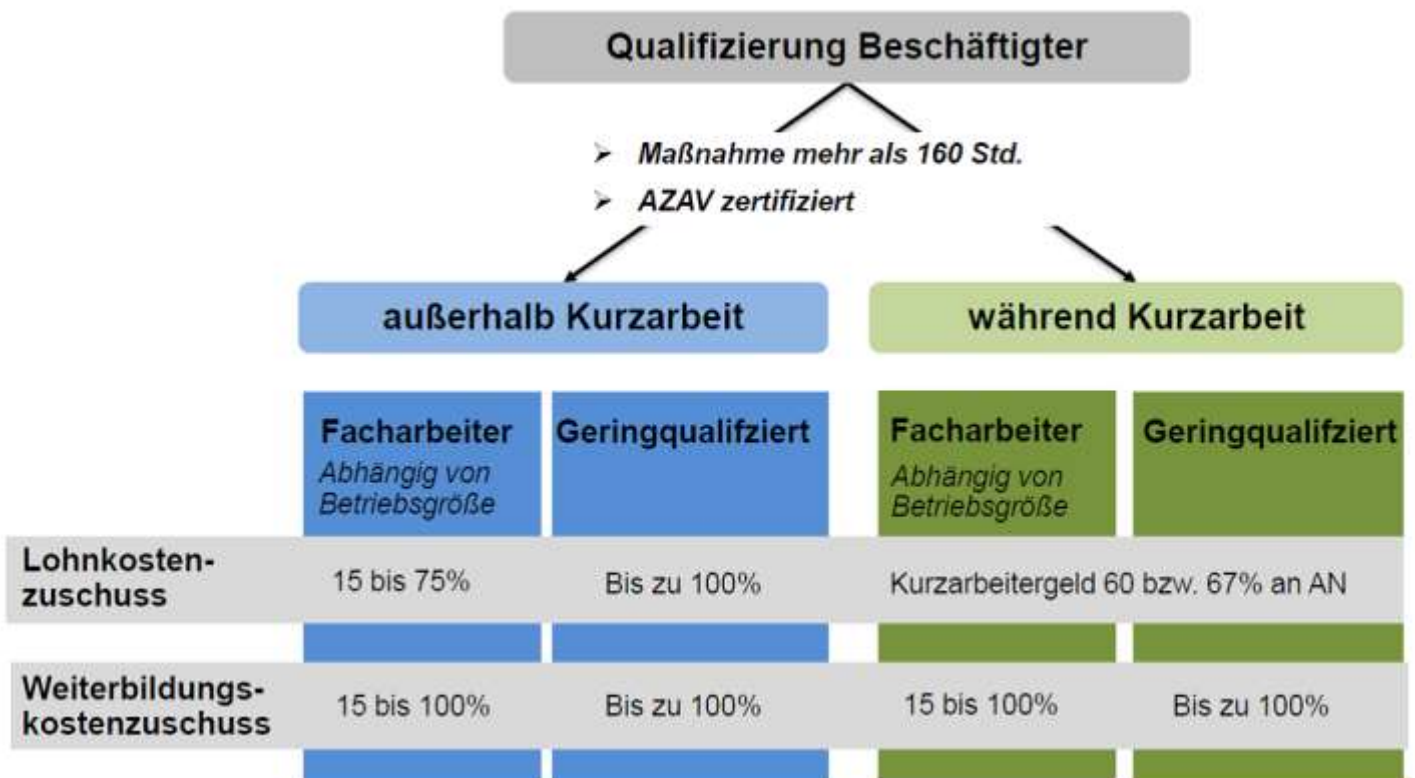 Qualifizierung Beschäftigter
➢ Maßnahme mehr als 160 Std.
➢ AZAV zertifiziert
außerhalb Kurzarbeit
während Kurzarbeit
Facharbeiter
Abhängig von
Betriebsgröße
Geringqualifziert
Facharbeiter
Abhängig von
Betriebsgröße
Geringqualifziert
Lohnkosten-
zuschuss
15 bis 75%
Bis zu 100%
Kurzarbeitergeld 60 bzw. 67% an AN
Weiterbildungs-
kostenzuschuss
15 bis 100%
Bis zu 100%
15 bis 100%
Bis zu 100%